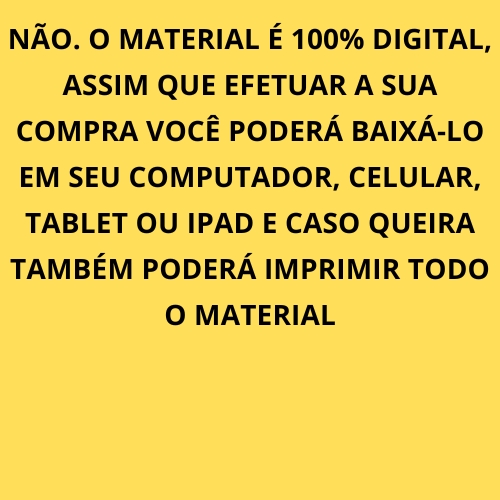 NÃO. O MATERIAL É 100% DIGITAL,
ASSIM QUE EFETUAR A SUA
COMPRA VOCÊ PODERÁ BAIXÁ-LO
EM SEU COMPUTADOR, CELULAR,
TABLET OU IPAD E CASO QUEIRA
TAMBÉM PODERÁ IMPRIMIR TODO
O MATERIAL